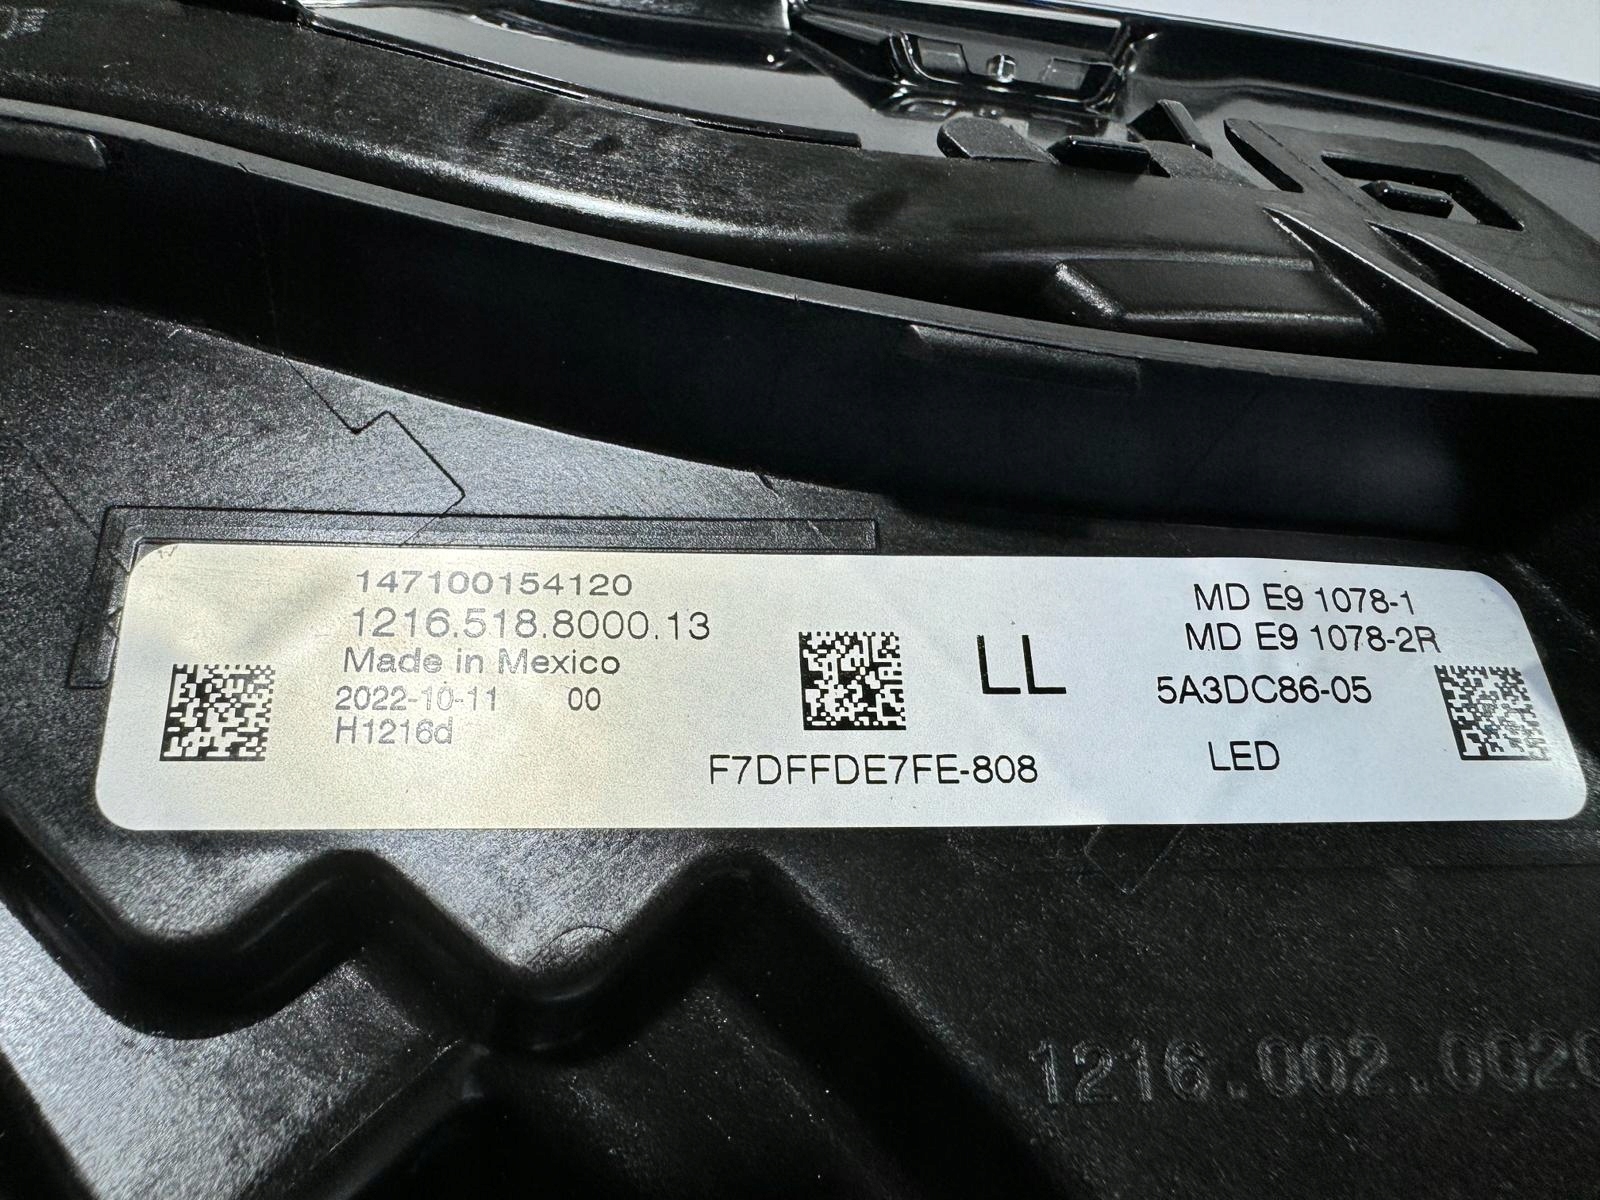 147100154120
1216.518.8000.13
Made in Mexico
2022-10-11 00
H1216d
F7DFFDE7FE-808
LL
MD E9 1078-1
MD E9 1078-2R
5A3DC86-05
LED